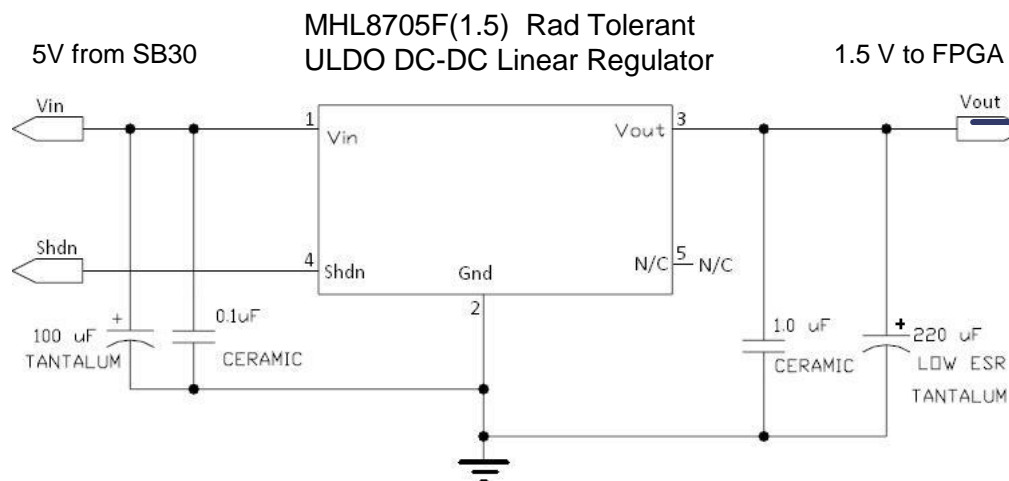 MHL8705F(1.5) Rad Tolerant
ULDO DC-DC Linear Regulator
5V from SB30
1.5 V to FPGA
Vin
1
Vin
Vout
3
Vout
Shdn
4
Shdn
Gnd
2
N/C
5
N/C
+
100 uF
TANTALUM
0.1uF
CERAMIC
1.0 uF
CERAMIC
+
220 uF
LOW ESR
TANTALUM